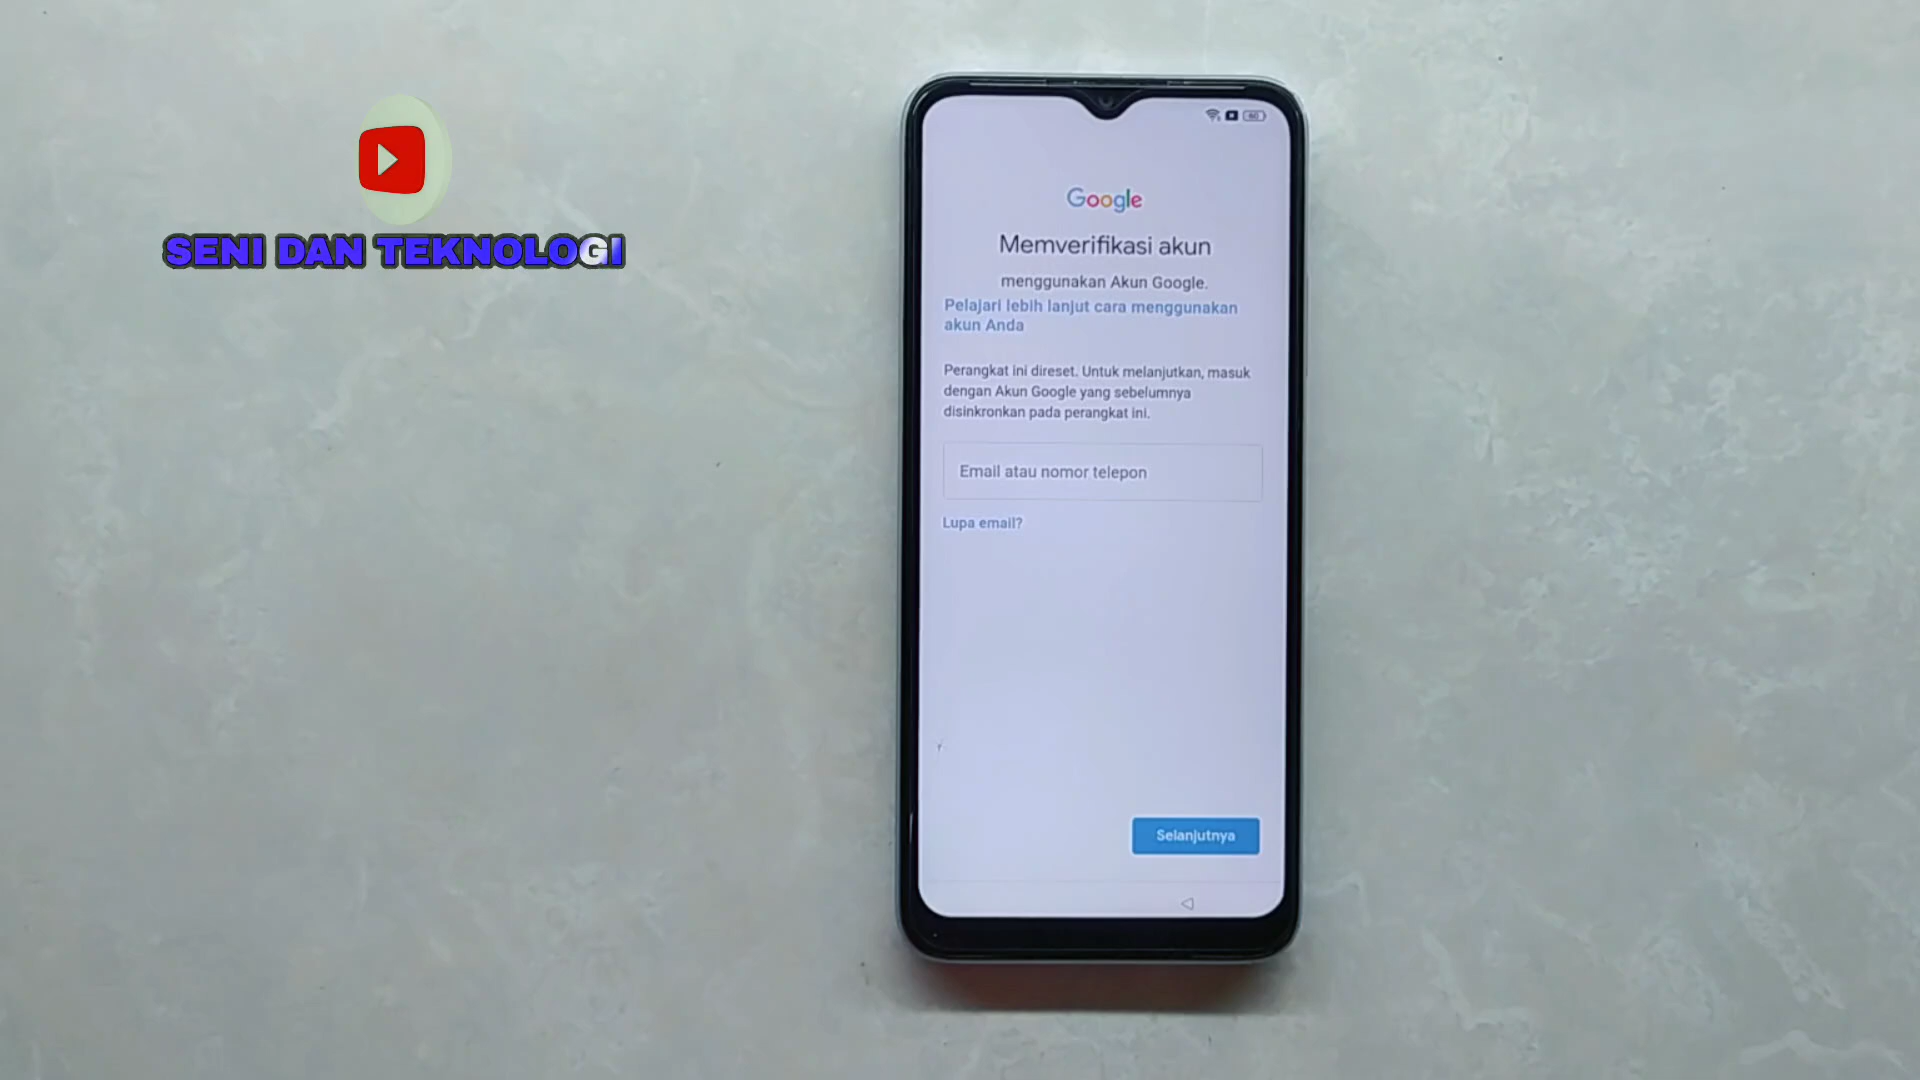 SENI DAN TEKNOLOGI
60
Google
Memverifikasi akun
menggunakan Akun Google.
Pelajari lebih lanjut cara menggunakan
akun Anda
Perangkat ini direset. Untuk melanjutkan, masuk
dengan Akun Google yang sebelumnya
disinkronkan pada perangkat ini.
Email atau nomor telepon
Lupa email?
Selanjutnya